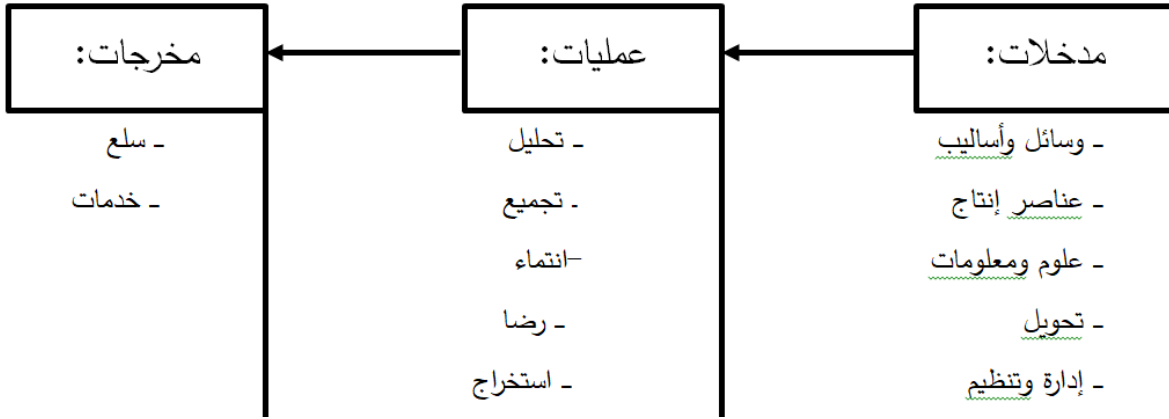 مدخلات:
- وسائل وأساليب
- عناصر إنتاج
- علوم ومعلومات
- تحويل
- إدارة وتنظيم
عمليات:
- تحليل
- تجميع
-انتماء
- رضا
- استخراج
مخرجات:
- سلع
- خدمات